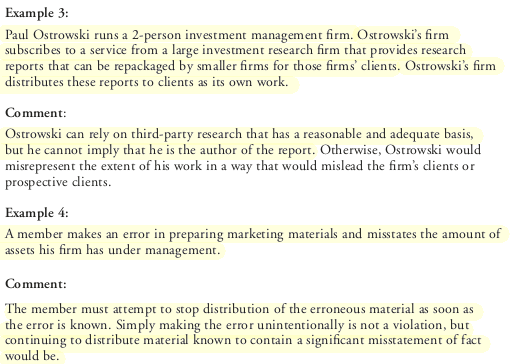 Example 3:
Paul Ostrowski runs a 2-person investment management firm. Ostrowski's firm
subscribes to a service from a large investment research firm that provides research
reports that can be repackaged by smaller firms for those firms' clients. Ostrowski's firm
distributes these reports to clients as its own work.
Comment:
Ostrowski can rely on third-party research that has a reasonable and adequate basis,
but he cannot imply that he is the author of the report. Otherwise, Ostrowski would
misrepresent the extent of his work in a way that would mislead the firm's clients or
prospective clients.
Example 4:
A member makes an error in preparing marketing materials and misstates the amount of
assets his firm has under management.
Comment:
The member must attempt to stop distribution of the erroneous material as soon as
the error is known. Simply making the error unintentionally is not a violation, but
continuing to distribute material known to contain a significant misstatement of fact
would be.